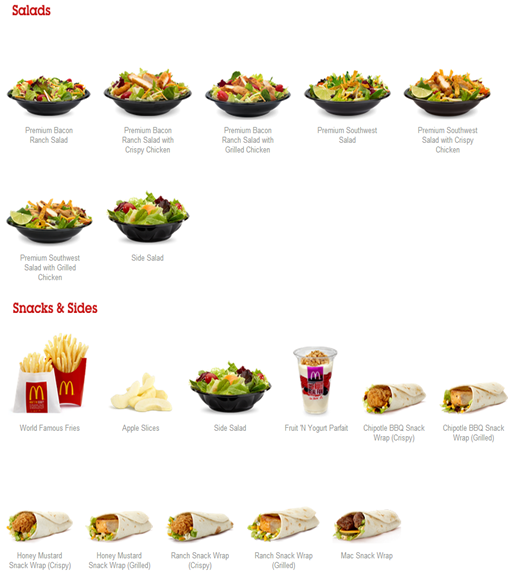 Salads
Premium Bacon
Ranch Salad
Premium Bacon
Ranch Salad with
Crispy Chicken
Premium Bacon
Ranch Salad with
Grilled Chicken
Premium Southwest
Salad
Premium Southwest
Salad with Crispy
Chicken
Premium Southwest
Salad with Grilled
Chicken
Side Salad
Snacks & Sides
World Famous Fries
Apple Slices
Side Salad
Fruit 'N Yogurt Parfait
Chipotle BBQ Snack
Wrap (Crispy)
Chipotle BBQ Snack
Wrap (Grilled)
Honey Mustard
Snack Wrap (Crispy)
Honey Mustard
Snack Wrap (Grilled)
Ranch Snack Wrap
(Crispy)
Ranch Snack Wrap
(Grilled)
Mac Snack Wrap